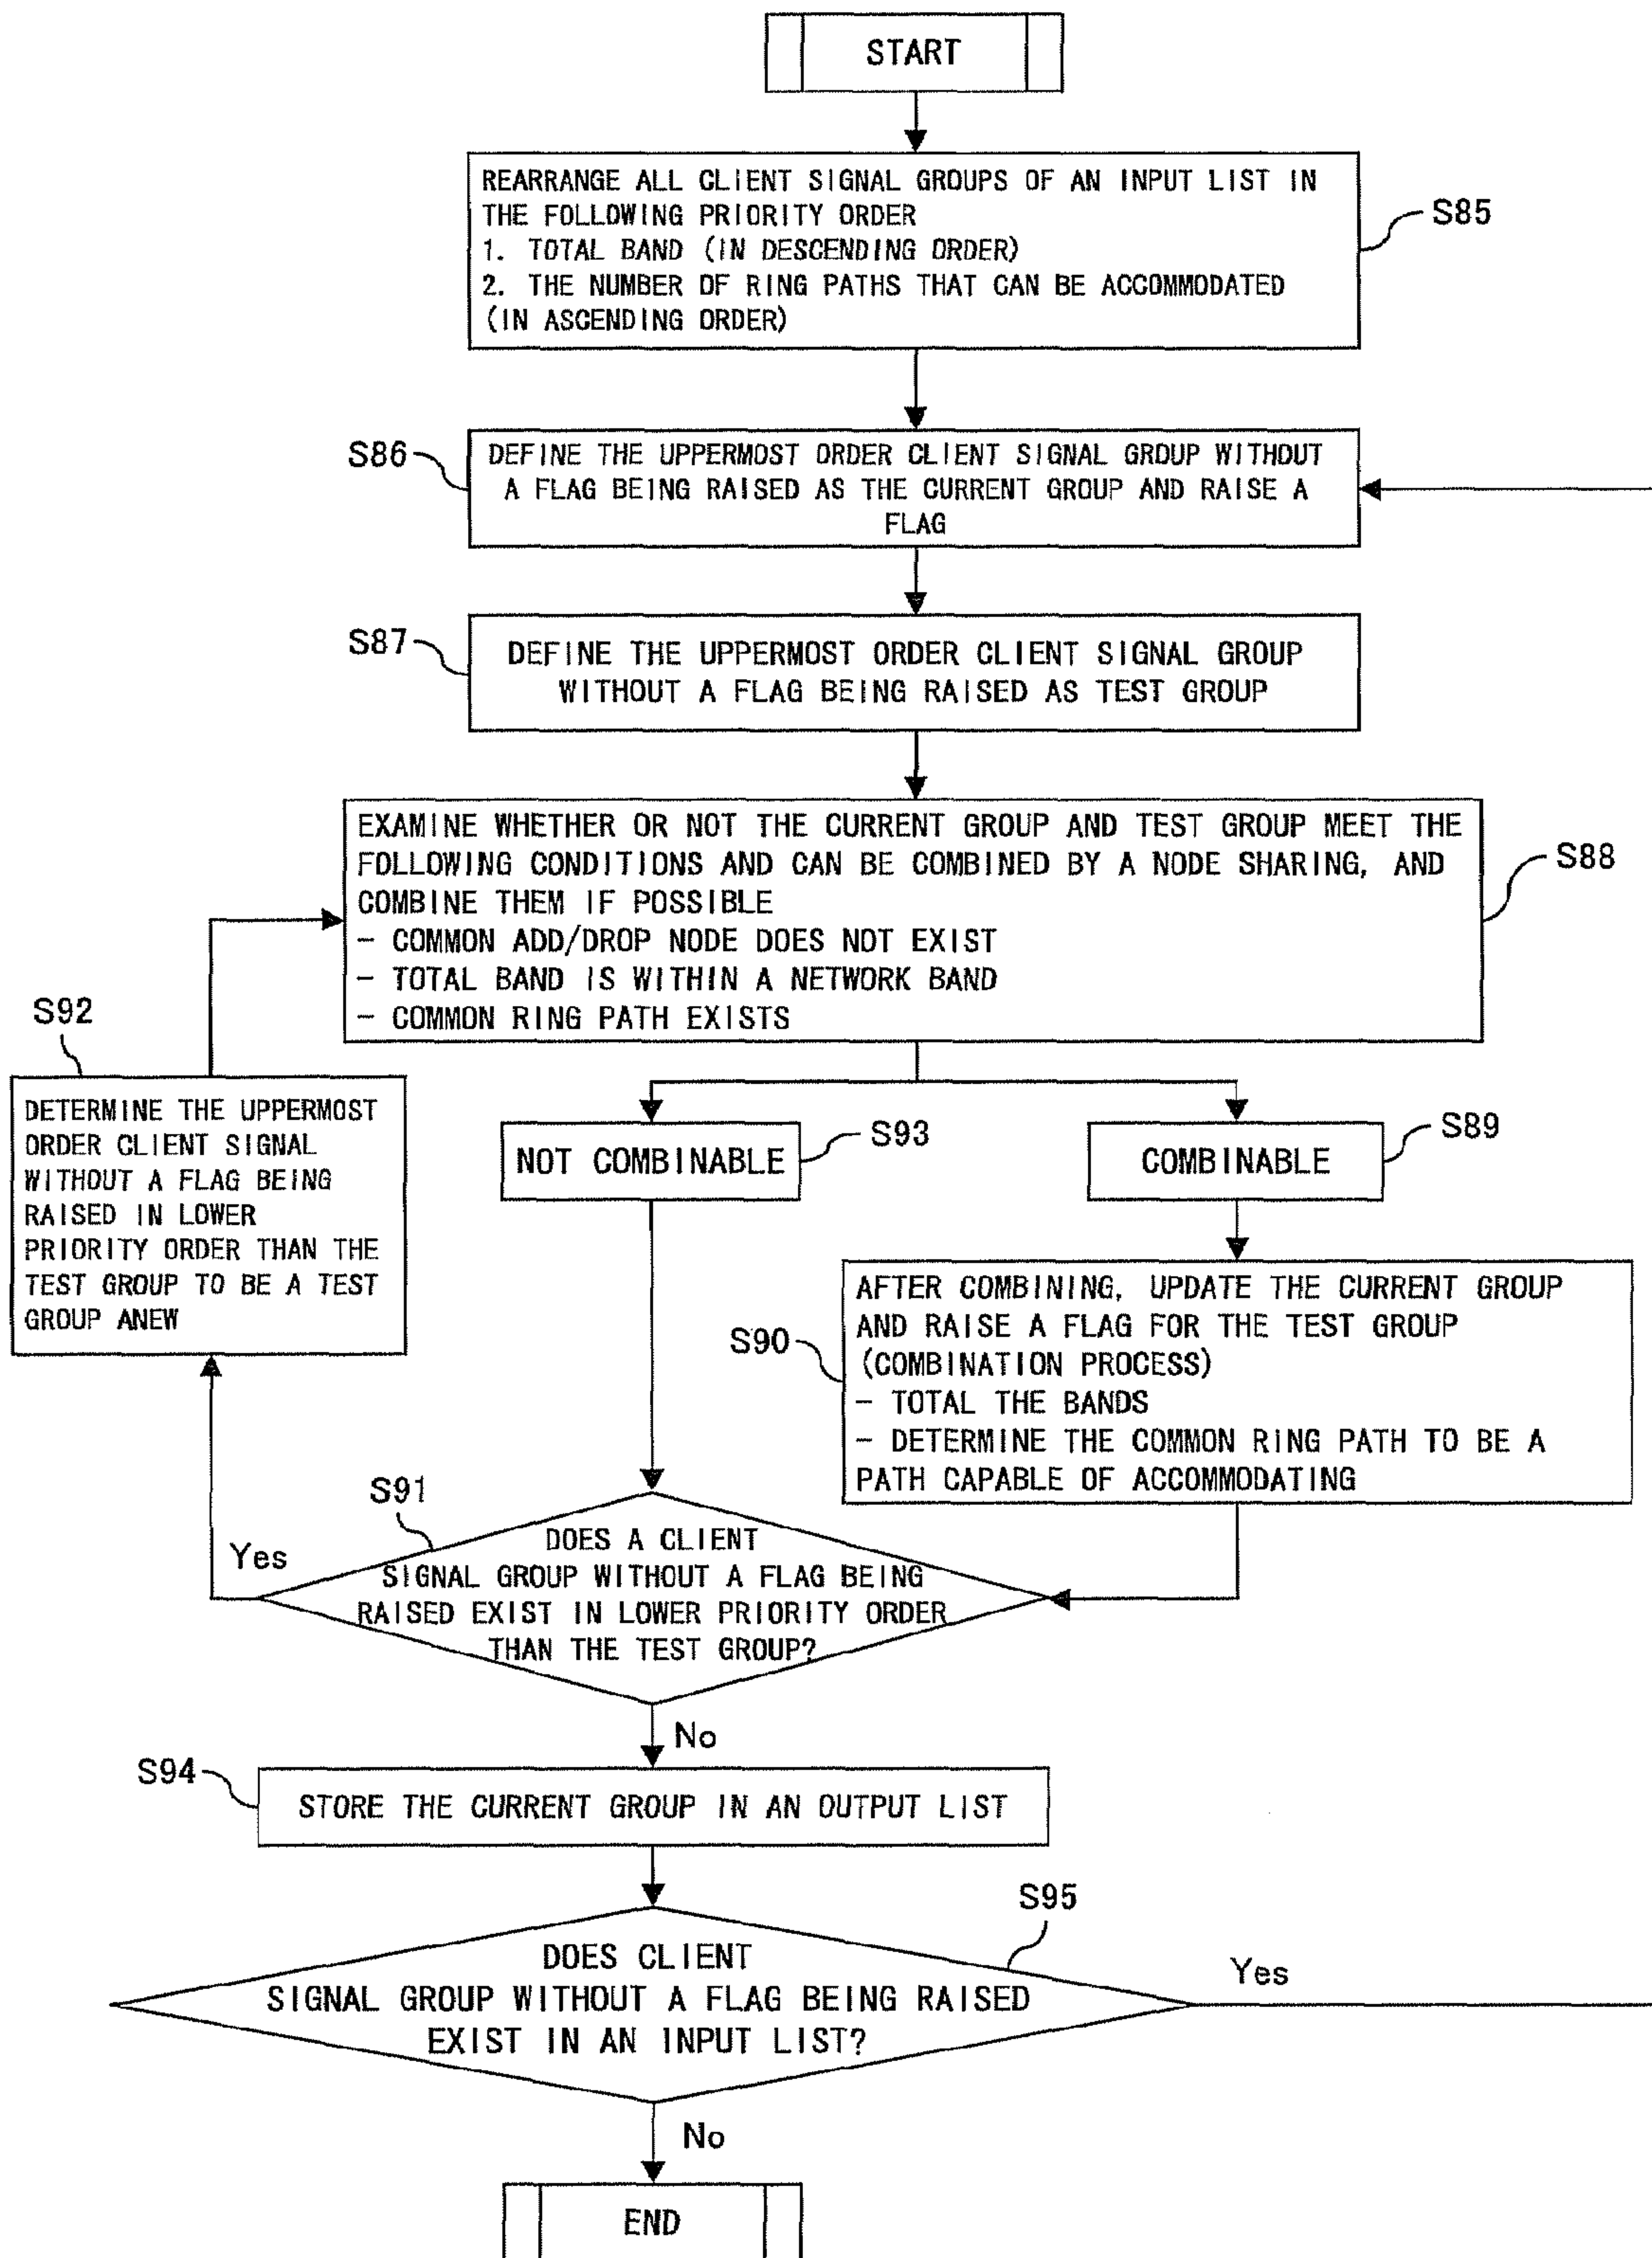 START
REARRANGE ALL CLIENT SIGNAL GROUPS OF AN INPUT LIST IN
THE FOLLOWING PRIORITY ORDER
1. TOTAL BAND (IN DESCENDING ORDER)
2. THE NUMBER OF RING PATHS THAT CAN BE ACCOMMODATED
(IN ASCENDING ORDER)
S85
S86
DEFINE THE UPPERMOST ORDER CLIENT SIGNAL GROUP WITHOUT
A FLAG BEING RAISED AS THE CURRENT GROUP AND RAISE A
FLAG
S87
DEFINE THE UPPERMOST ORDER CLIENT SIGNAL GROUP
WITHOUT A FLAG BEING RAISED AS TEST GROUP
EXAMINE WHETHER OR NOT THE CURRENT GROUP AND TEST GROUP MEET THE
FOLLOWING CONDITIONS AND CAN BE COMBINED BY A NODE SHARING, AND
COMBINE THEM IF POSSIBLE
- COMMON ADD/DROP NODE DOES NOT EXIST
- TOTAL BAND IS WITHIN A NETWORK BAND
- COMMON RING PATH EXISTS
S88
S92
DETERMINE THE UPPERMOST
ORDER CLIENT SIGNAL
WITHOUT A FLAG BEING
RAISED IN LOWER
PRIORITY ORDER THAN THE
TEST GROUP TO BE A TEST
GROUP ANEW
NOT COMBINABLE
S93
COMBINABLE
S89
S90
AFTER COMBINING, UPDATE THE CURRENT GROUP
AND RAISE A FLAG FOR THE TEST GROUP
(COMBINATION PROCESS)
- TOTAL THE BANDS
- DETERMINE THE COMMON RING PATH TO BE A
PATH CAPABLE OF ACCOMMODATING
S91
Yes
DOES A CLIENT
SIGNAL GROUP WITHOUT A FLAG BEING
RAISED EXIST IN LOWER PRIORITY ORDER
THAN THE TEST GROUP?
No
S94
STORE THE CURRENT GROUP IN AN OUTPUT LIST
S95
DOES CLIENT
SIGNAL GROUP WITHOUT A FLAG BEING RAISED
EXIST IN AN INPUT LIST?
Yes
No
END